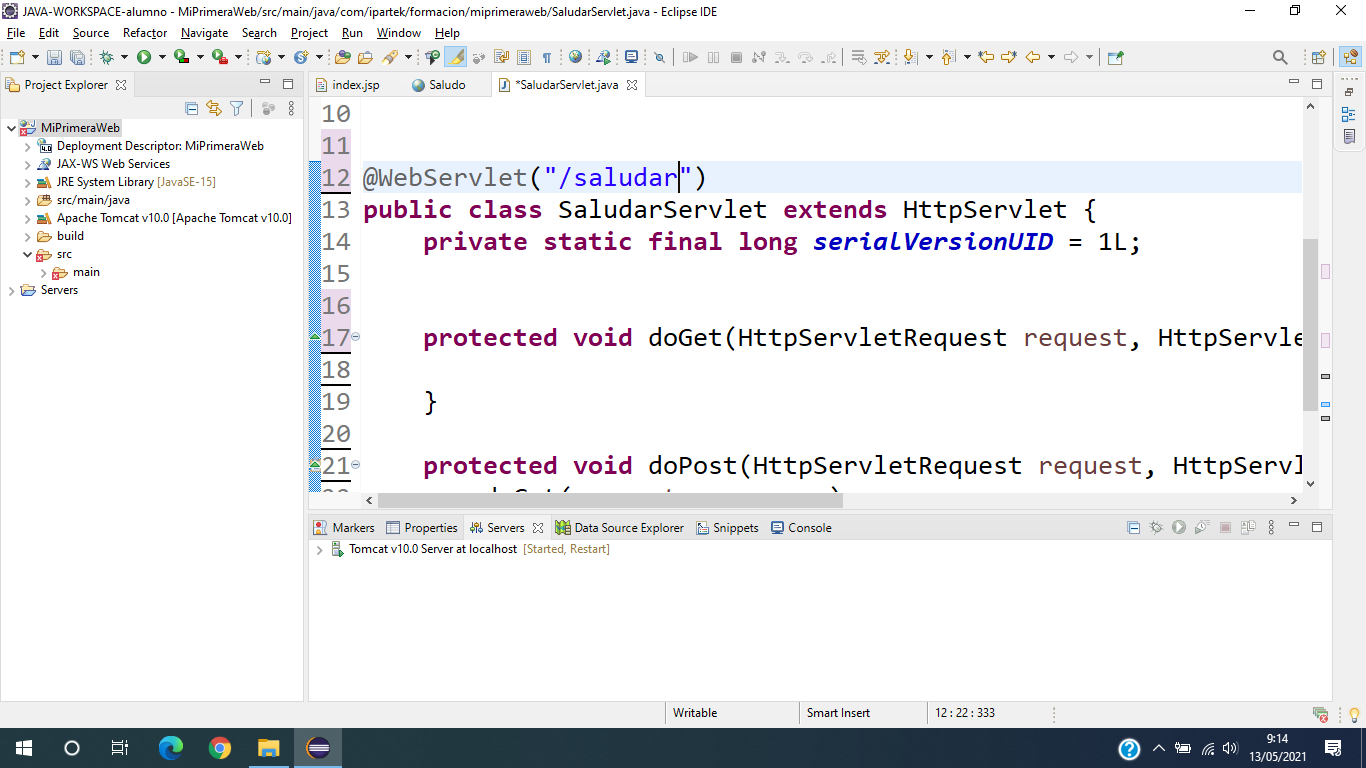 JAVA-WORKSPACE-alumno - MiPrimeraWeb/src/main/java/com/ipartek/formacion/miprimeraweb/SaludarServlet.java - Eclipse IDE
File Edit Source Refactor Navigate Search Project Run Window Help
Project Explorer
index.jsp Saludo *SaludarServlet.java
MiPrimeraWeb
Deployment Descriptor: MiPrimeraWeb
JAX-WS Web Services
JRE System Library [JavaSE-15]
src/main/java
Apache Tomcat v10.0 [Apache Tomcat v10.0]
build
src
main
Servers
10
11
12 @WebServlet("/saludar")
13 public class SaludarServlet extends HttpServlet {
14 private static final long serialVersionUID = 1L;
15
16
17 protected void doGet(HttpServletRequest request, HttpServle
18
19 }
20
21 protected void doPost(HttpServletRequest request, HttpServl
Markers Properties Servers Data Source Explorer Snippets Console
Tomcat v10.0 Server at localhost [Started, Restart]
Writable Smart Insert 12 : 22 : 333
9:14
13/05/2021